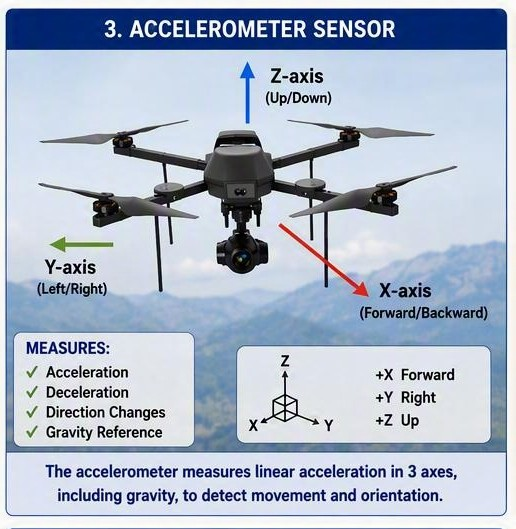 3. ACCELEROMETER SENSOR
Z-axis
(Up/Down)
Y-axis
(Left/Right)
X-axis
(Forward/Backward)
MEASURES:
✓ Acceleration
✓ Deceleration
✓ Direction Changes
✓ Gravity Reference
Z
X
Y
+X Forward
+Y Right
+Z Up
The accelerometer measures linear acceleration in 3 axes,
including gravity, to detect movement and orientation.